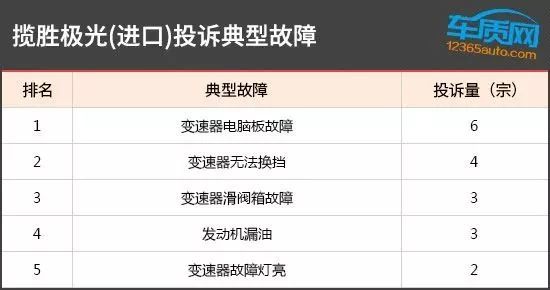 揽胜极光(进口)投诉典型故障
车质网
12365auto.com
排名 典型故障 投诉量（宗）
1 变速器电脑板故障 6
2 变速器无法换挡 4
3 变速器滑阀箱故障 3
4 发动机漏油 3
5 变速器故障灯亮 2